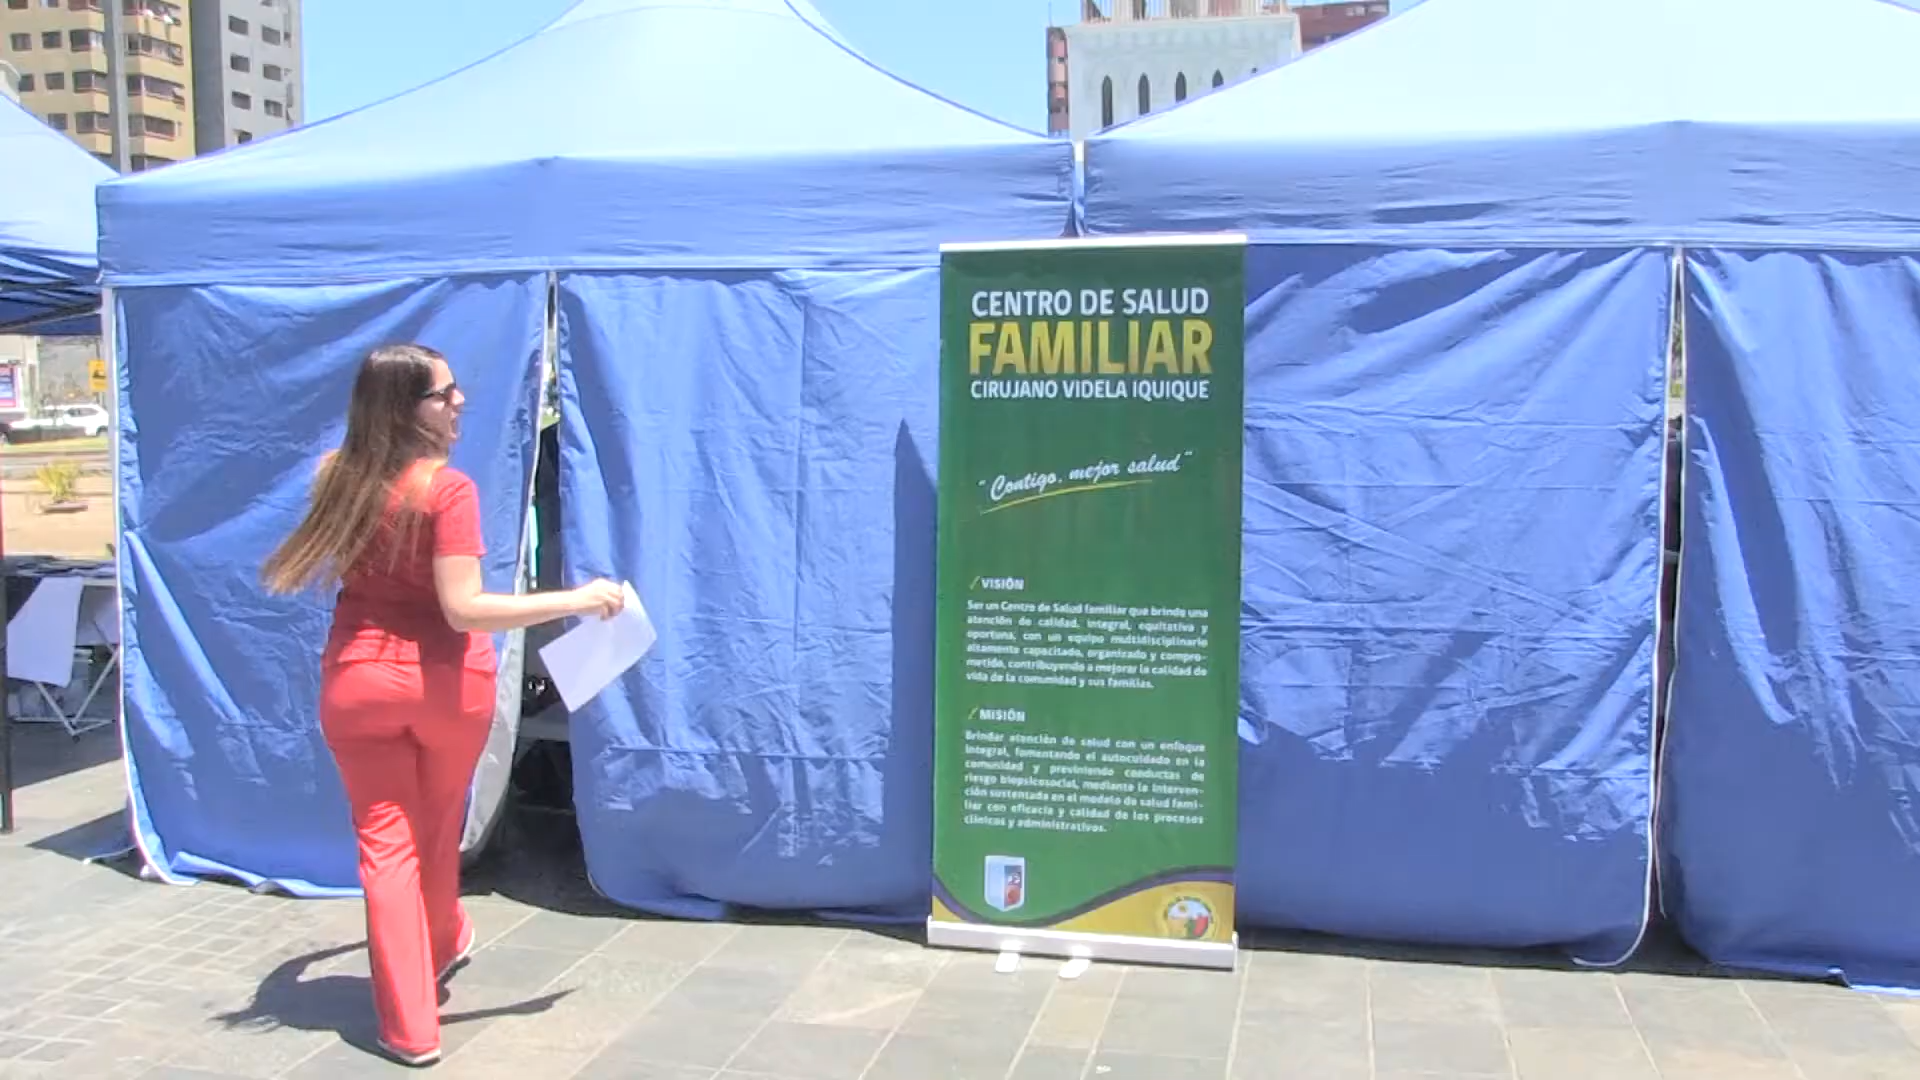 CENTRO DE SALUD
FAMILIAR
CIRUJANO VIDELA IQUIQUE
"Contigo, mejor salud"
VISIÓN
Ser un Centro de Salud familiar que brinde una
atención de calidad, integral, equitativa y
oportuna, con un equipo multidisciplinario
altamente capacitado, organizado y compro-
metido, contribuyendo a mejorar la calidad de
vida de la comunidad y sus familias.
MISIÓN
Brindar atención de salud con un enfoque
integral, fomentando el autocuidado en la
comunidad y previniendo conductas de
riesgo biopsicosocial, mediante la interven-
ción sustentada en el modelo de salud fami-
liar con eficacia y calidad de los procesos
clínicos y administrativos.